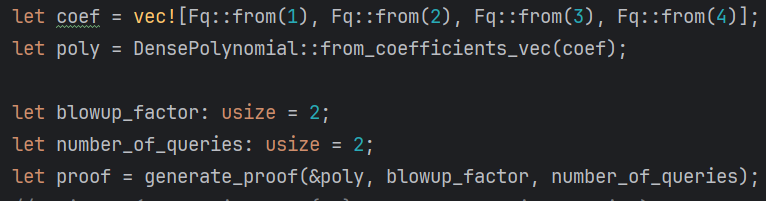 let coef = vec![Fq::from(1), Fq::from(2), Fq::from(3), Fq::from(4)];
let poly = DensePolynomial::from_coefficients_vec(coef);
let blowup_factor: usize = 2;
let number_of_queries: usize = 2;
let proof = generate_proof(&poly, blowup_factor, number_of_queries);